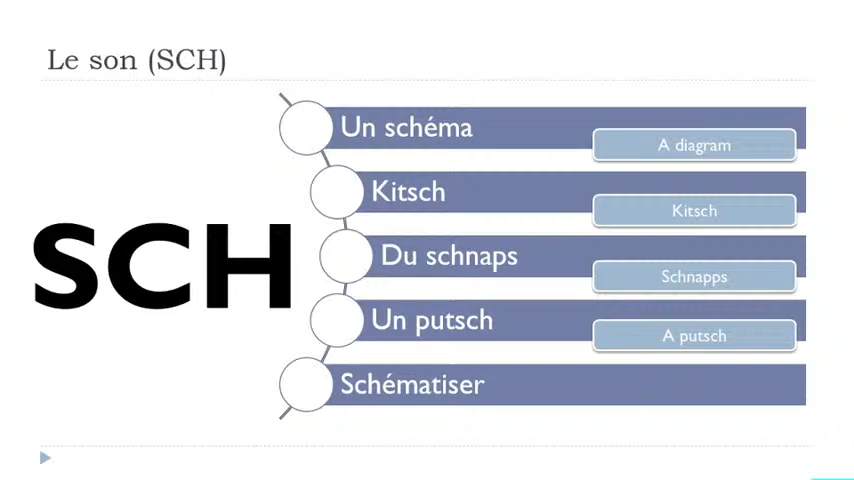 Le son (SCH)
SCH
Un schéma
A diagram
Kitsch
Kitsch
Du schnaps
Schnapps
Un putsch
A putsch
Schématiser